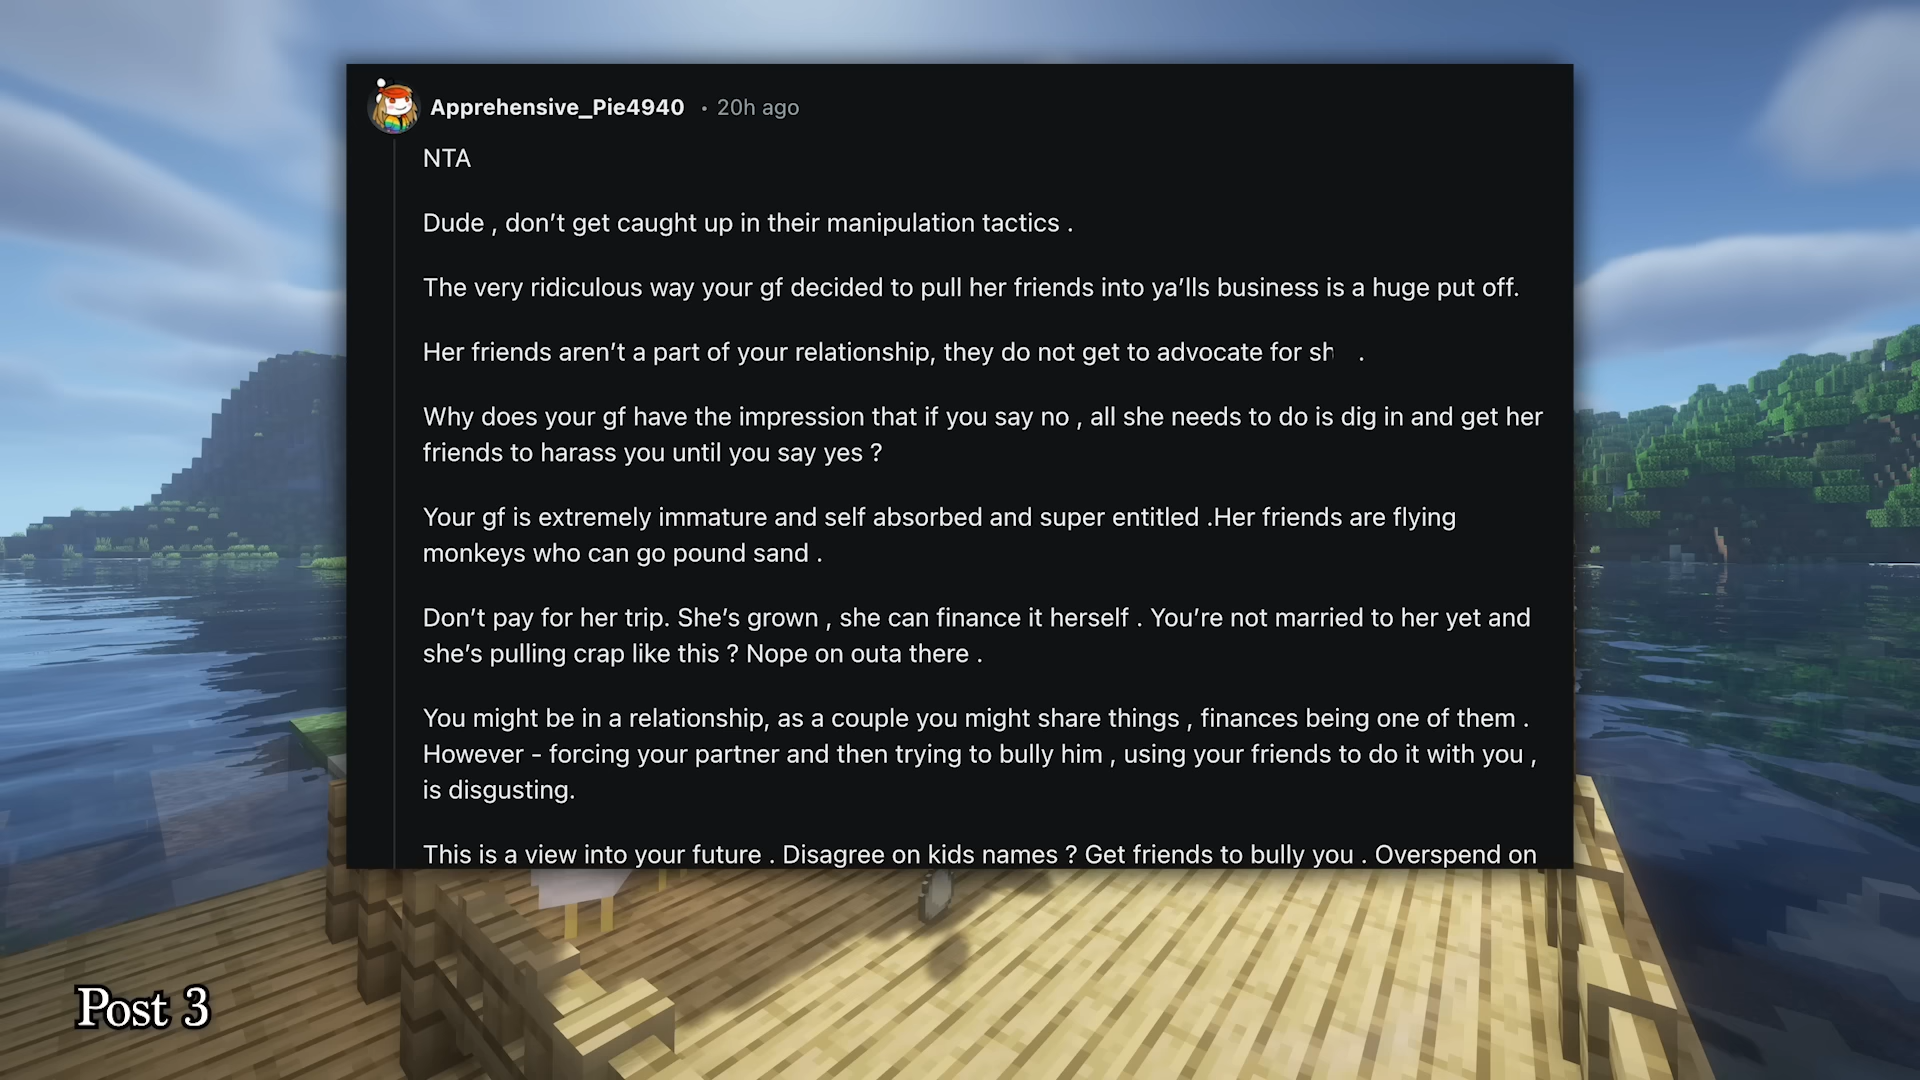 Apprehensive_Pie4940 • 20h ago
NTA
Dude , don’t get caught up in their manipulation tactics .
The very ridiculous way your gf decided to pull her friends into ya’lls business is a huge put off.
Her friends aren’t a part of your relationship, they do not get to advocate for sh .
Why does your gf have the impression that if you say no , all she needs to do is dig in and get her
friends to harass you until you say yes ?
Your gf is extremely immature and self absorbed and super entitled .Her friends are flying
monkeys who can go pound sand .
Don’t pay for her trip. She’s grown , she can finance it herself . You’re not married to her yet and
she’s pulling crap like this ? Nope on outa there .
You might be in a relationship, as a couple you might share things , finances being one of them .
However - forcing your partner and then trying to bully him , using your friends to do it with you ,
is disgusting.
This is a view into your future . Disagree on kids names ? Get friends to bully you . Overspend on
Post 3